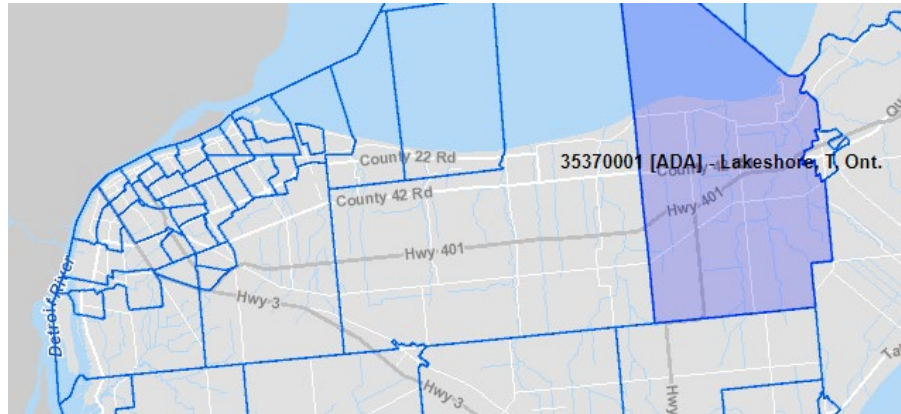 County 22 Rd
35370001 [ADA] - Lakeshore, T, Ont.
County 42 Rd
Hwy 401
Hwy 401
Detroit River
Hwy 3
Hwy 3
Hwy